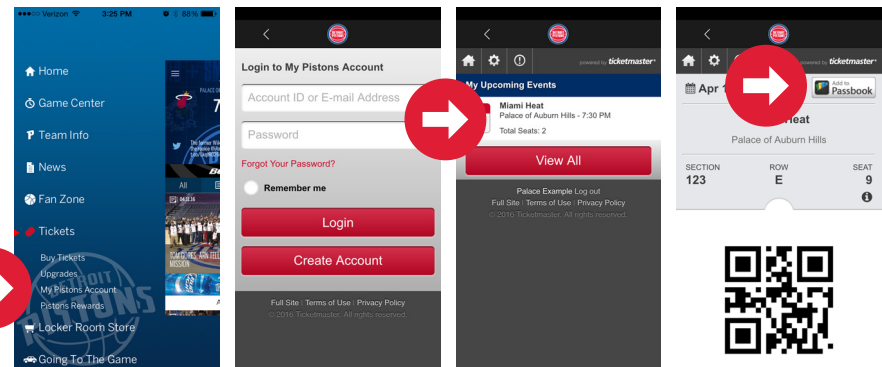 Verizon 3:25 PM 88%
Home
Game Center
Team Info
News
Fan Zone
Tickets
Buy Tickets
Upgrades
My Pistons Account
Pistons Rewards
Locker Room Store
Going To The Game
DETROIT
PISTONS
All
Login to My Pistons Account
Account ID or E-mail Address
Password
Forgot Your Password?
Remember me
Login
Create Account
Full Site | Terms of Use | Privacy Policy
© 2016 Ticketmaster. All rights reserved.
powered by ticketmaster
My Upcoming Events
Miami Heat
Palace of Auburn Hills - 7:30 PM
Total Seats: 2
View All
Palace Example Log out
Full Site | Terms of Use | Privacy Policy
© 2016 Ticketmaster. All rights reserved.
powered by ticketmaster
Apr 1
Add to
Passbook
Heat
Palace of Auburn Hills
SECTION ROW SEAT
123 E 9